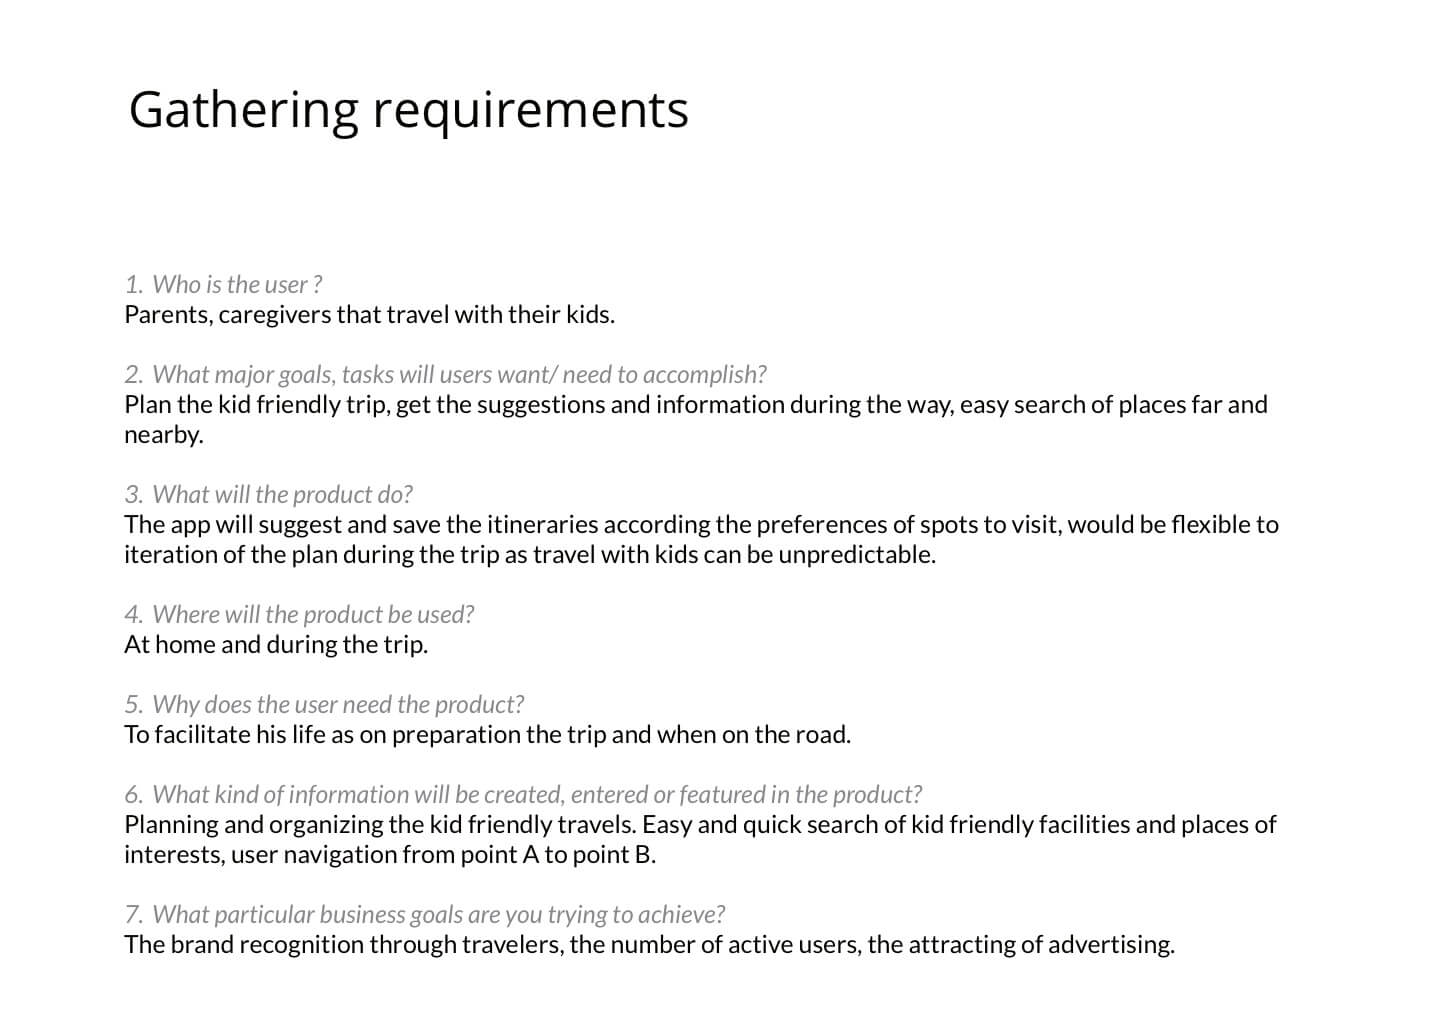 Gathering requirements
1. Who is the user ?
Parents, caregivers that travel with their kids.
2. What major goals, tasks will users want/ need to accomplish?
Plan the kid friendly trip, get the suggestions and information during the way, easy search of places far and
nearby.
3. What will the product do?
The app will suggest and save the itineraries according the preferences of spots to visit, would be flexible to
iteration of the plan during the trip as travel with kids can be unpredictable.
4. Where will the product be used?
At home and during the trip.
5. Why does the user need the product?
To facilitate his life as on preparation the trip and when on the road.
6. What kind of information will be created, entered or featured in the product?
Planning and organizing the kid friendly travels. Easy and quick search of kid friendly facilities and places of
interests, user navigation from point A to point B.
7. What particular business goals are you trying to achieve?
The brand recognition through travelers, the number of active users, the attracting of advertising.